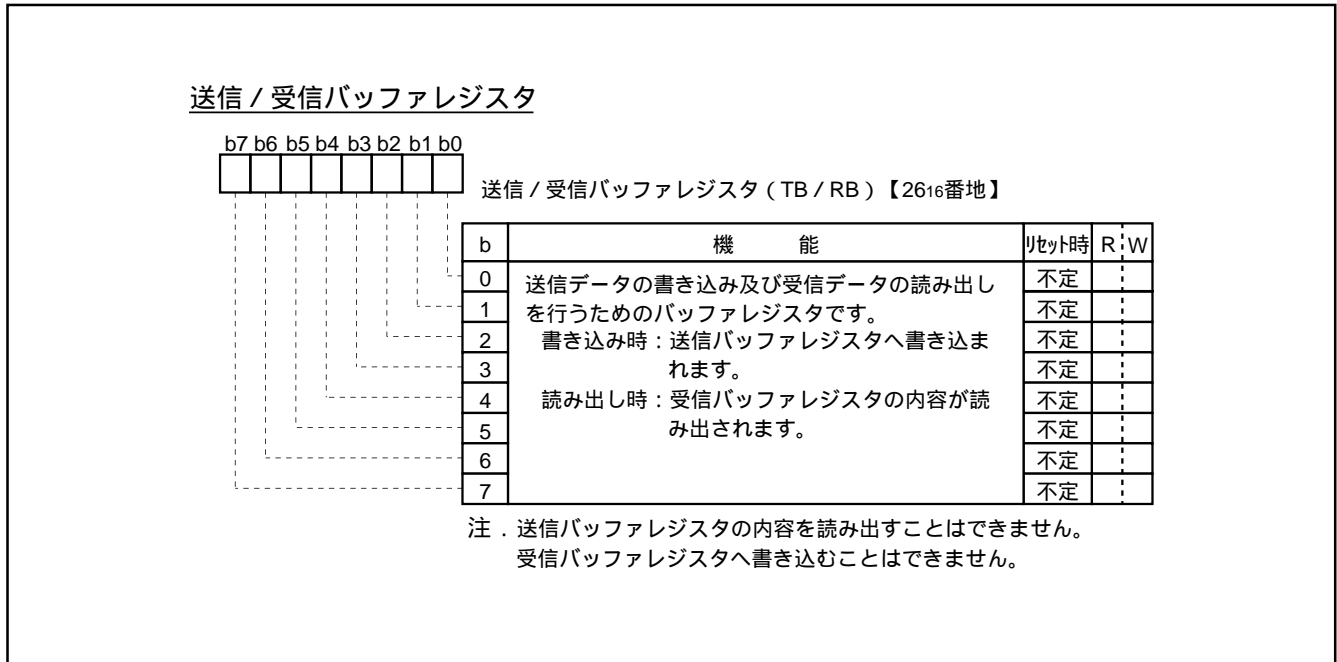 送信 / 受信バッファレジスタ
b7 b6 b5 b4 b3 b2 b1 b0
送信 / 受信バッファレジスタ ( TB / RB ) 【2616番地】
b 機 能 リセット時 R W
0 送信データの書き込み及び受信データの読み出し 不定
1 を行うためのバッファレジスタです。 不定
2 書き込み時 : 送信バッファレジスタへ書き込ま 不定
3 れます。 不定
4 読み出し時 : 受信バッファレジスタの内容が読 不定
5 み出されます。 不定
6 不定
7 不定
注 . 送信バッファレジスタの内容を読み出すことはできません。
受信バッファレジスタへ書き込むことはできません。